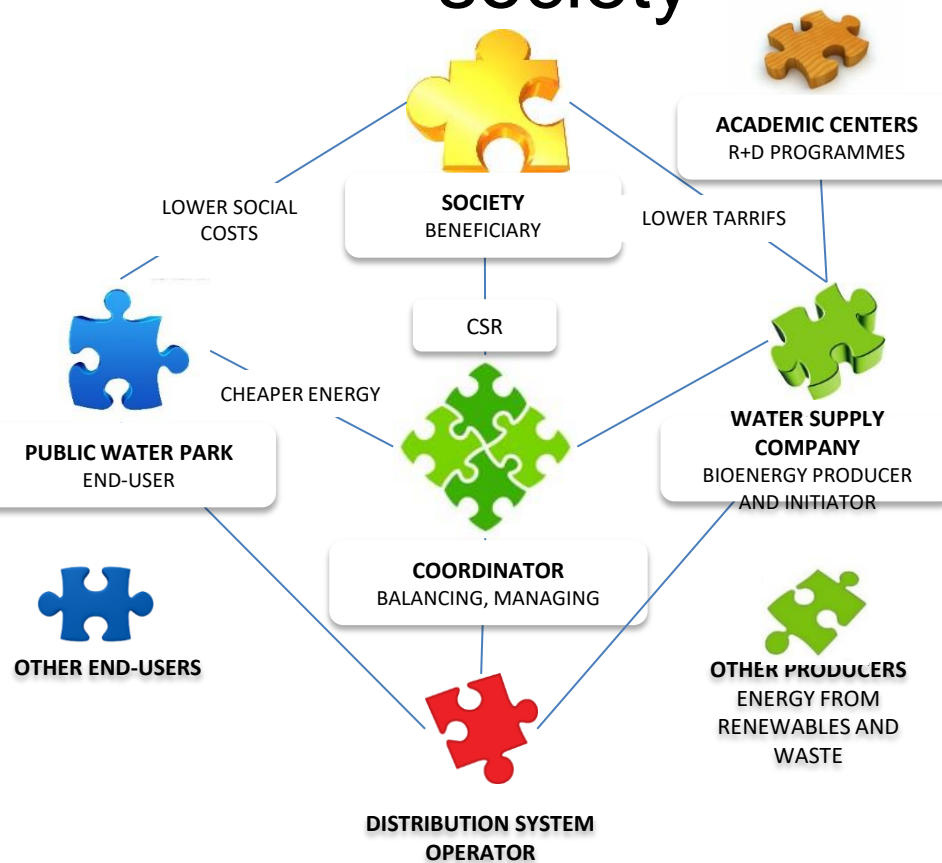 society
ACADEMIC CENTERS
R+D PROGRAMMES
SOCIETY
BENEFICIARY
LOWER SOCIAL
COSTS
LOWER TARRIFS
CSR
CHEAPER ENERGY
PUBLIC WATER PARK
END-USER
WATER SUPPLY
COMPANY
BIOENERGY PRODUCER
AND INITIATOR
COORDINATOR
BALANCING, MANAGING
OTHER END-USERS
OTHER PRODUCERS
ENERGY FROM
RENEWABLES AND
WASTE
DISTRIBUTION SYSTEM
OPERATOR